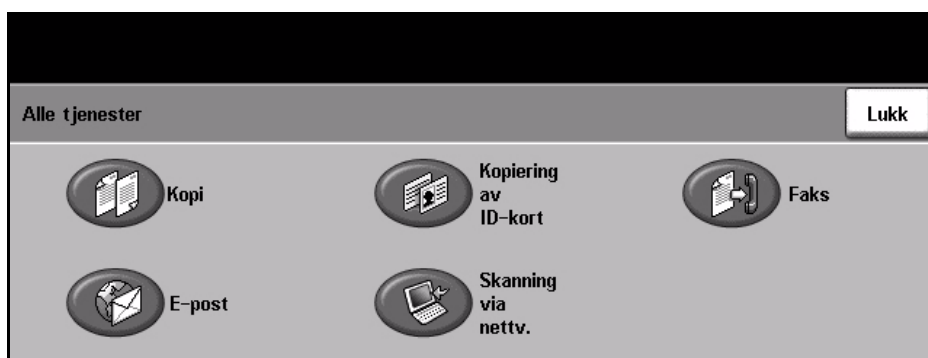 Alle tjenester
Lukk
Kopi
Kopiering
av
ID-kort
Faks
E-post
Skanning
via
nettv.